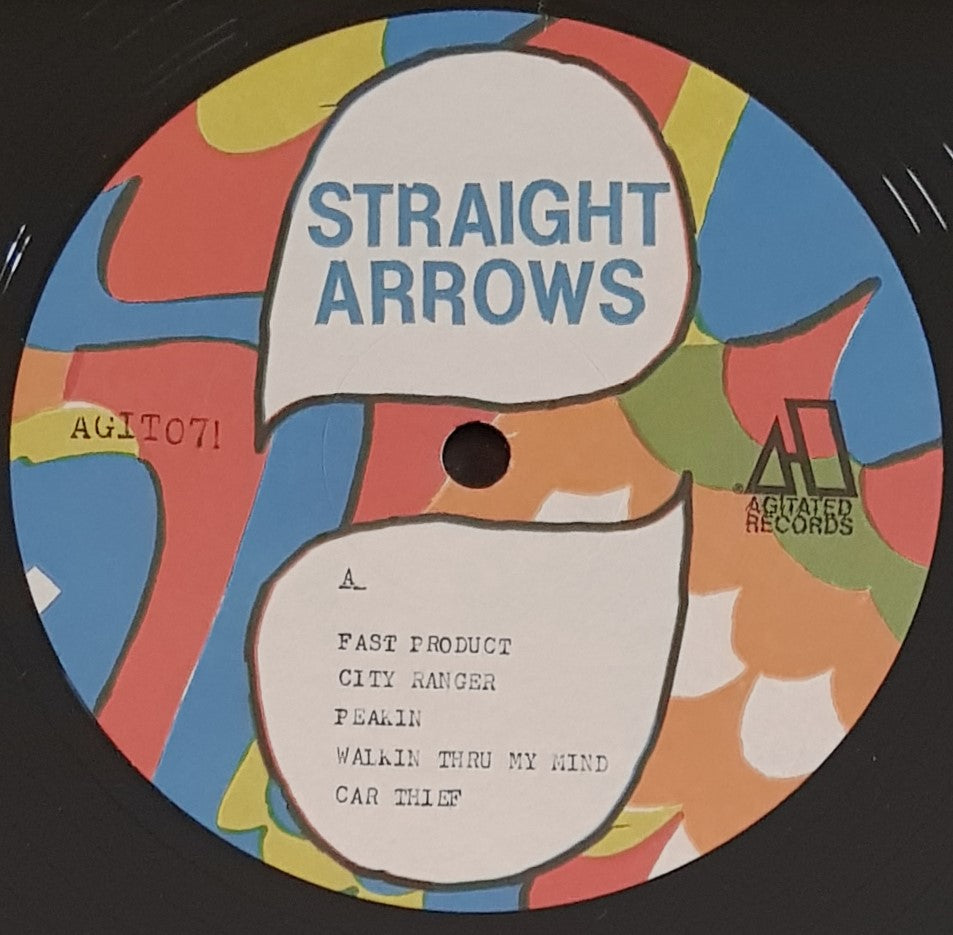 STRAIGHT
ARROWS
AGIT071
AGITATED
RECORDS
A
FAST PRODUCT
CITY RANGER
PEAKIN
WALKIN THRU MY MIND
CAR THIEF